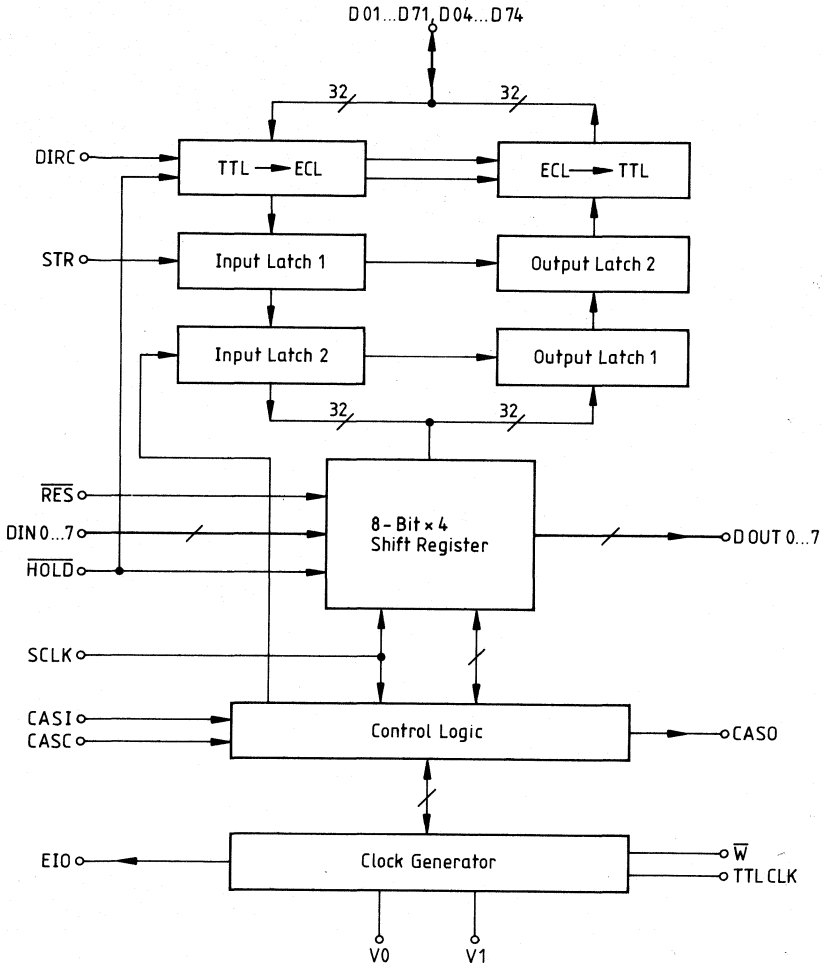 D01...D71, D04...D74
32
32
DIRC
TTL → ECL
ECL → TTL
STR
Input Latch 1
Output Latch 2
Input Latch 2
Output Latch 1
32
32
R̅E̅S̅
8-Bit × 4
Shift Register
DIN 0...7
D OUT 0...7
H̅O̅L̅D̅
SCLK
CASI
CASC
Control Logic
CASO
EIO
Clock Generator
W̅
TTL CLK
V0
V1